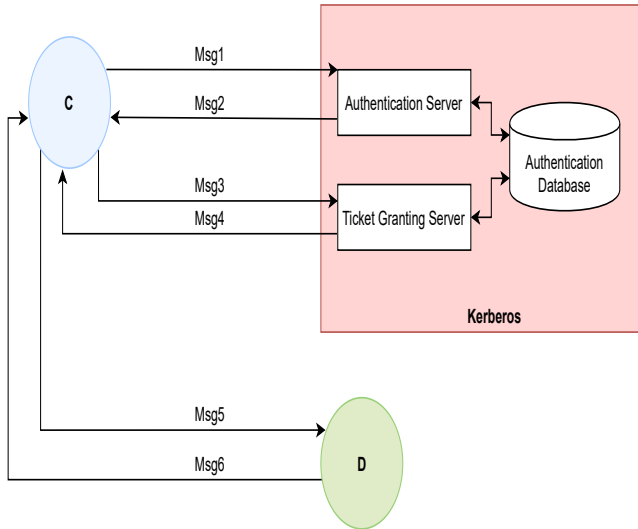 Msg1
C
Authentication Server
Msg2
Authentication
Database
Msg3
Msg4
Ticket Granting Server
Kerberos
Msg5
Msg6
D